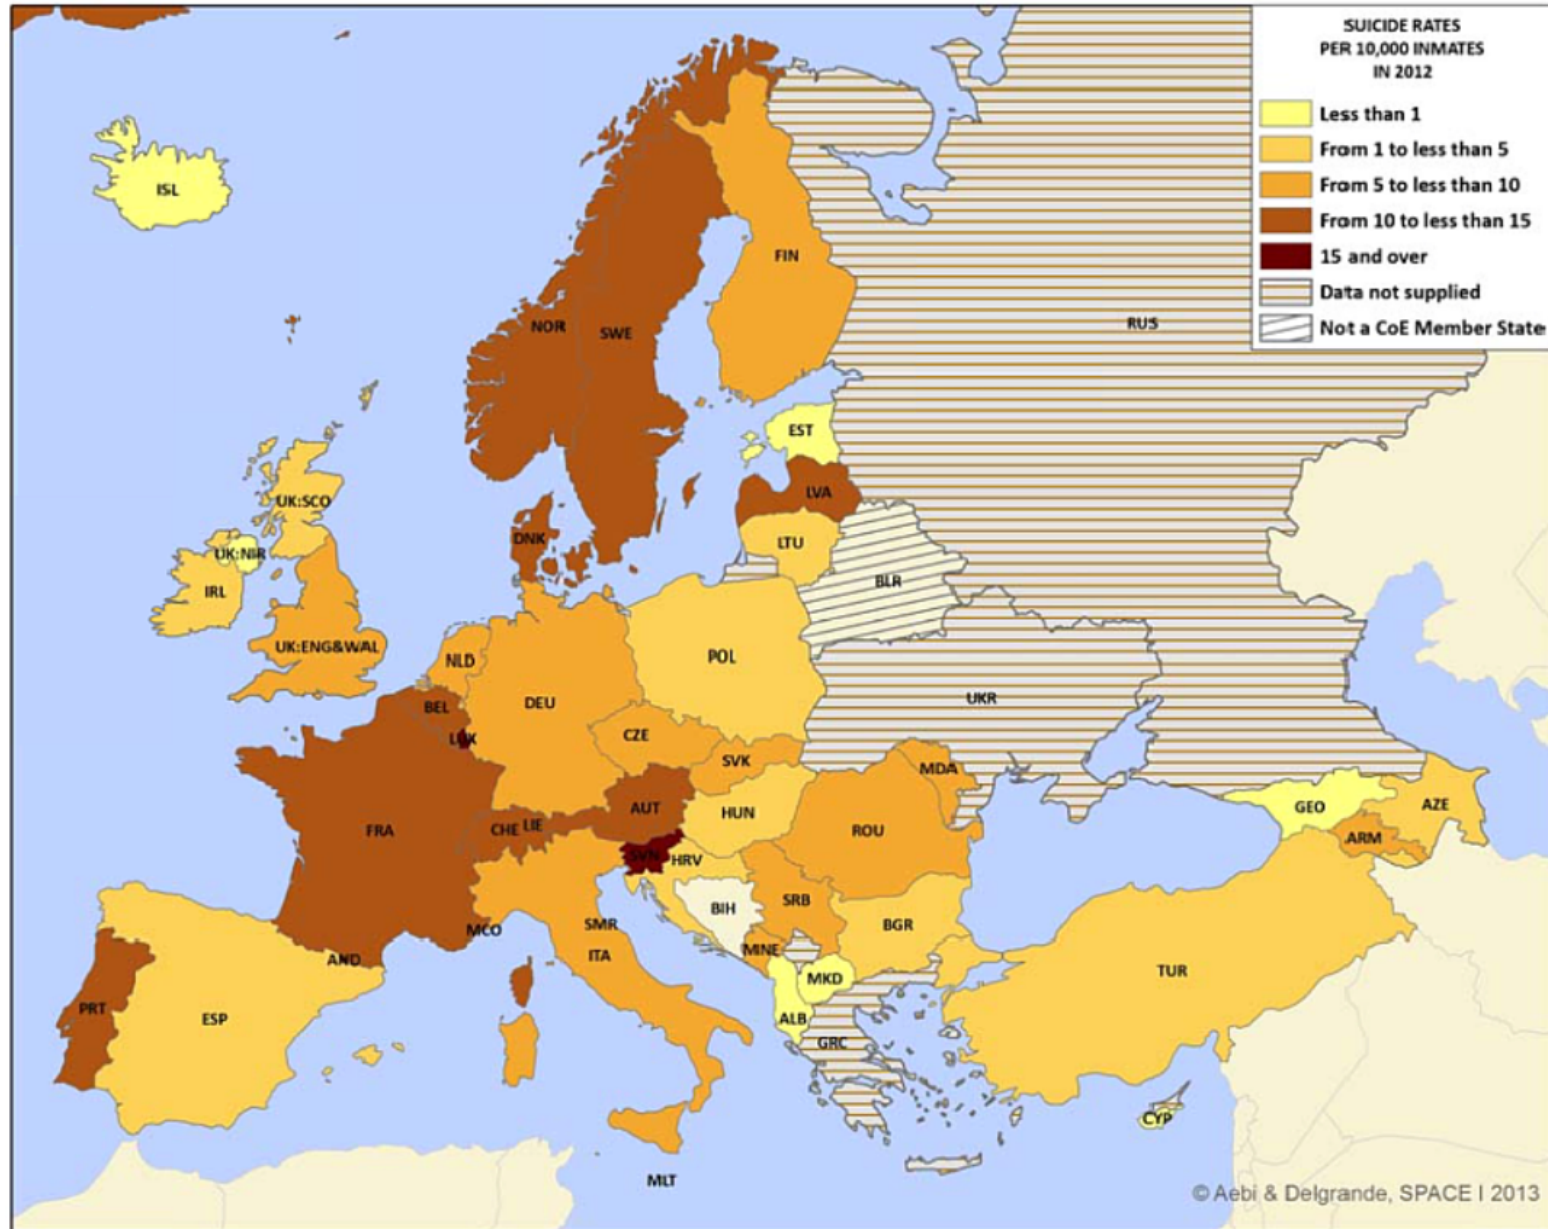 SUICIDE RATES
PER 10,000 INMATES
IN 2012
Less than 1
From 1 to less than 5
From 5 to less than 10
From 10 to less than 15
15 and over
Data not supplied
Not a CoE Member State
ISL
FIN
NOR
SWE
RUS
EST
LVA
UK:SCO
DNK
LTU
UK:NIR
BLR
IRL
UK:ENG&WAL
NLD
POL
DEU
UKR
BEL
LUX
CZE
SVK
MDA
AUT
HUN
GEO
AZE
FRA
CHE
LIE
ROU
ARM
SVN
HRV
BIH
SRB
BGR
MCO
SMR
MNE
ITA
AND
MKD
TUR
PRT
ESP
ALB
GRC
CYP
MLT
© Aebi & Delgrande, SPACE I 2013